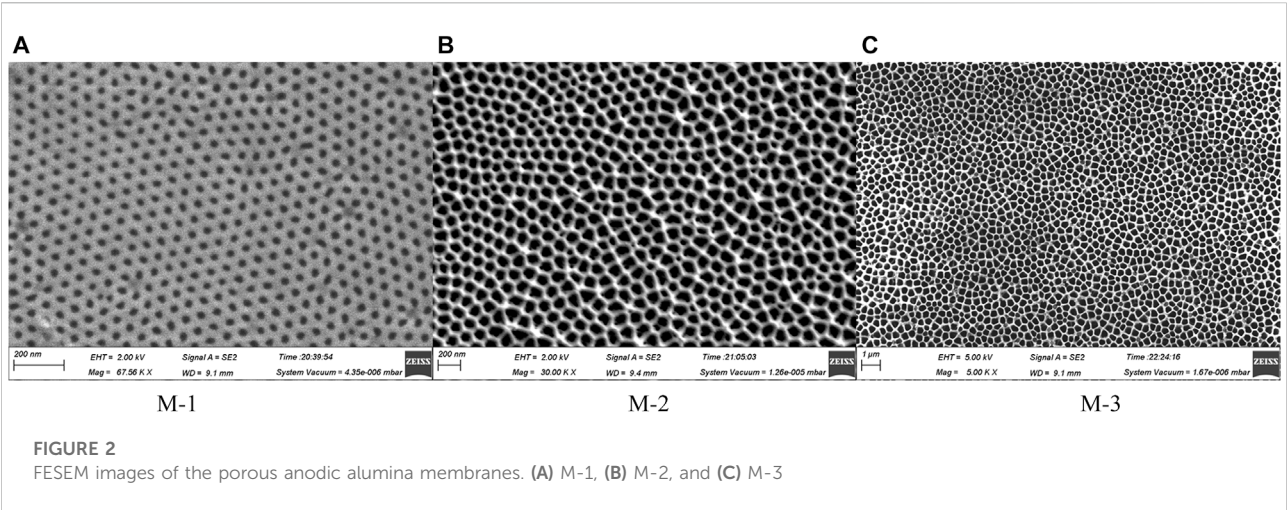 A
B
C
200 nm
EHT = 2.00 kV
Signal A = SE2
Time :20:39:54
Mag = 67.56 K X
WD = 9.1 mm
System Vacuum = 4.35e-006 mbar
ZEISS
200 nm
EHT = 2.00 kV
Signal A = SE2
Time :21:05:03
Mag = 30.00 K X
WD = 9.4 mm
System Vacuum = 1.26e-005 mbar
ZEISS
1 µm
EHT = 5.00 kV
Signal A = SE2
Time :22:24:16
Mag = 5.00 K X
WD = 9.1 mm
System Vacuum = 1.67e-006 mbar
ZEISS
M-1
M-2
M-3
FIGURE 2
FESEM images of the porous anodic alumina membranes. (A) M-1, (B) M-2, and (C) M-3